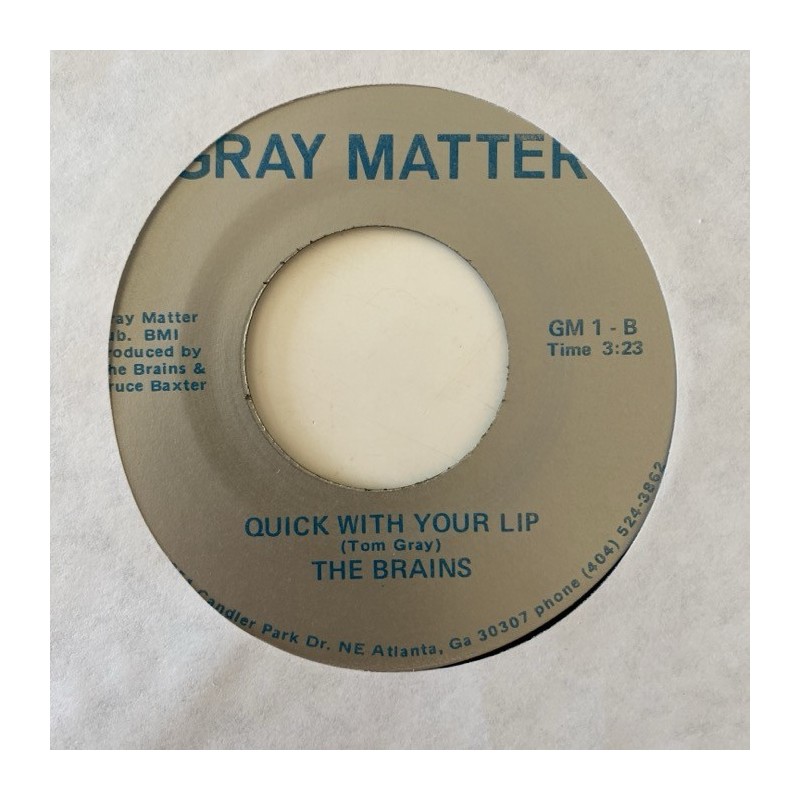 GRAY MATTER
ay Matter
ub. BMI
roduced by
he Brains &
ruce Baxter
GM 1 - B
Time 3:23
QUICK WITH YOUR LIP
(Tom Gray)
THE BRAINS
Candler Park Dr. NE Atlanta, Ga 30307 phone (404) 524-3862